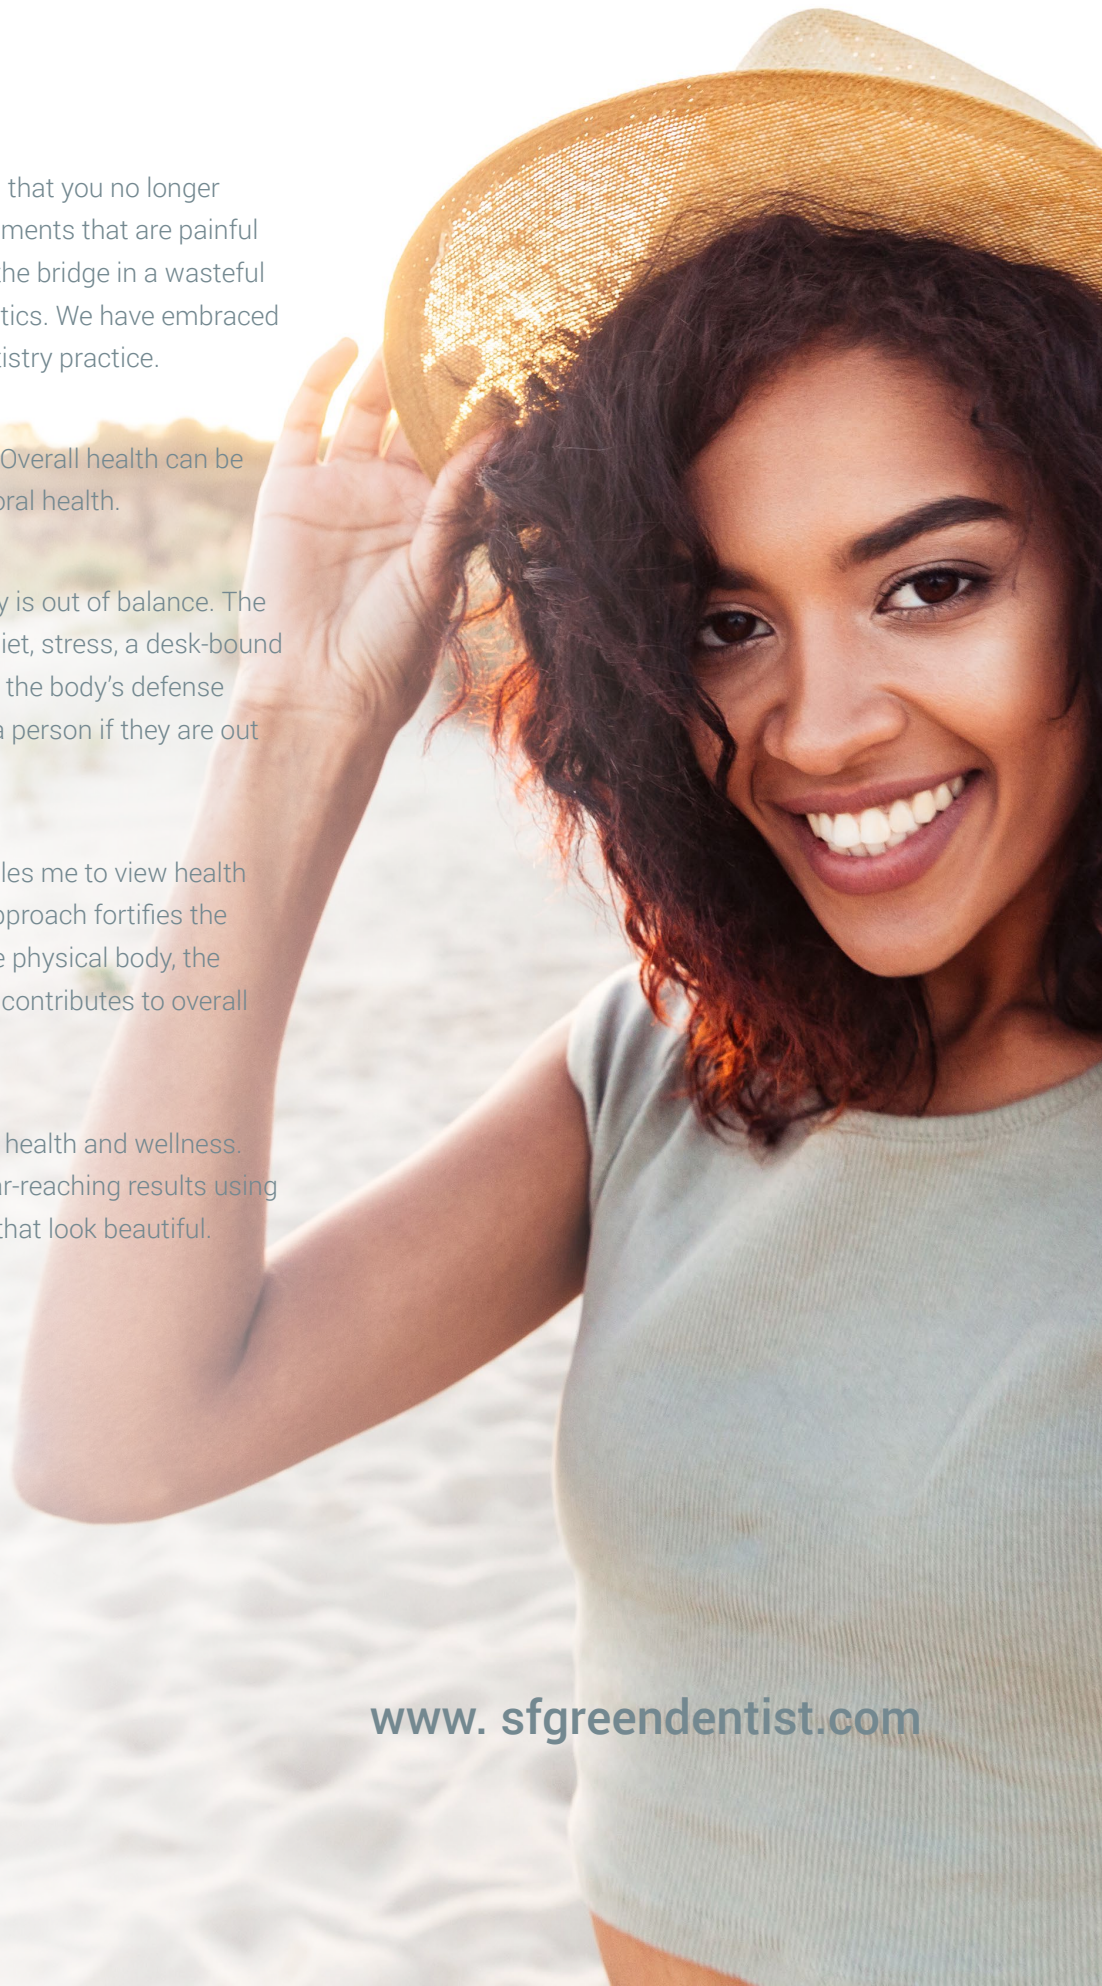 that you no longer
ments that are painful
the bridge in a wasteful
tics. We have embraced
istry practice.
Overall health can be
oral health.
y is out of balance. The
iet, stress, a desk-bound
the body's defense
a person if they are out
les me to view health
pproach fortifies the
e physical body, the
contributes to overall
health and wellness.
ar-reaching results using
that look beautiful.
www. sfgreendentist.com